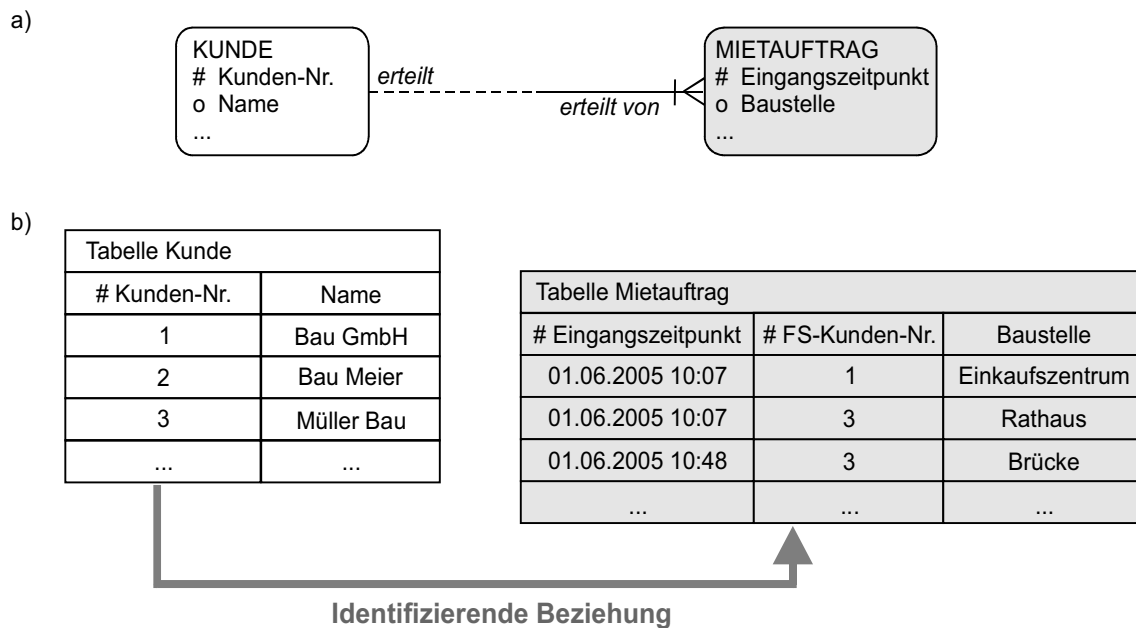 a)
KUNDE
# Kunden-Nr.
o Name
...
erteilt
erteilt von
MIETAUFTRAG
# Eingangszeitpunkt
o Baustelle
...
b)
Tabelle Kunde
# Kunden-Nr. Name
1 Bau GmbH
2 Bau Meier
3 Müller Bau
... ...
Tabelle Mietauftrag
# Eingangszeitpunkt # FS-Kunden-Nr. Baustelle
01.06.2005 10:07 1 Einkaufszentrum
01.06.2005 10:07 3 Rathaus
01.06.2005 10:48 3 Brücke
... ... ...
Identifizierende Beziehung